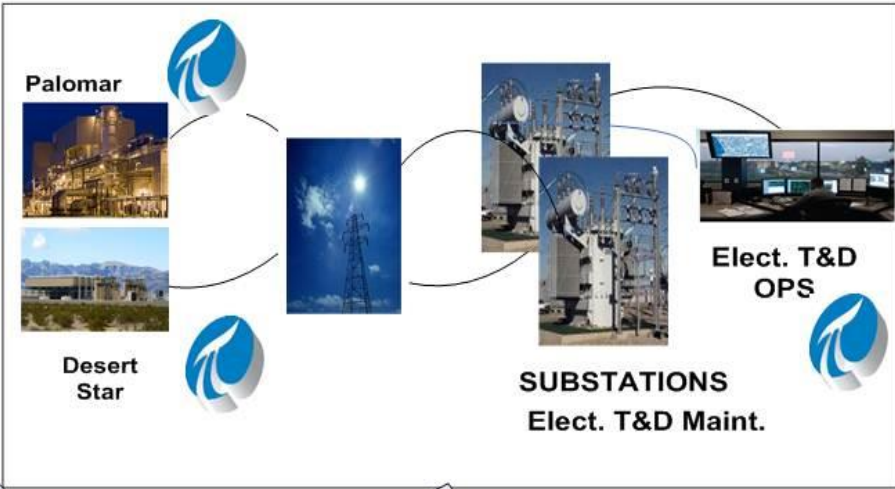 Palomar
Desert
Star
SUBSTATIONS
Elect. T&D Maint.
Elect. T&D
OPS